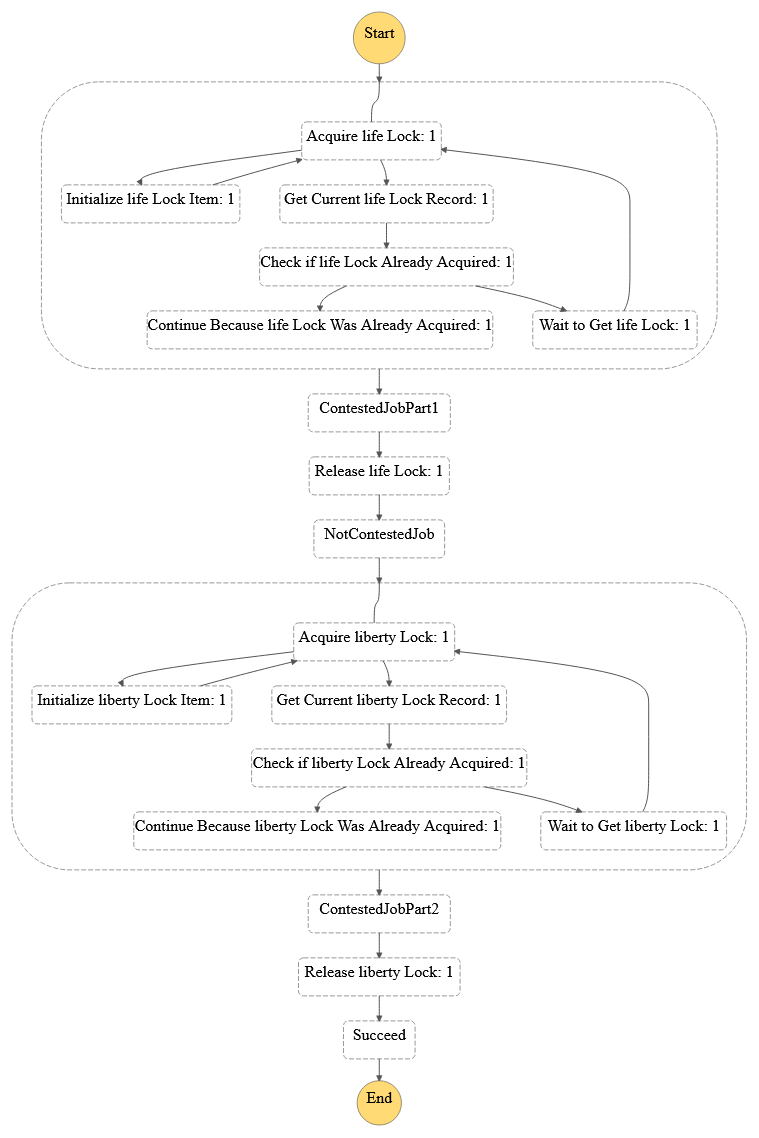 Start
Acquire life Lock: 1
Initialize life Lock Item: 1
Get Current life Lock Record: 1
Check if life Lock Already Acquired: 1
Continue Because life Lock Was Already Acquired: 1
Wait to Get life Lock: 1
ContestedJobPart1
Release life Lock: 1
NotContestedJob
Acquire liberty Lock: 1
Initialize liberty Lock Item: 1
Get Current liberty Lock Record: 1
Check if liberty Lock Already Acquired: 1
Continue Because liberty Lock Was Already Acquired: 1
Wait to Get liberty Lock: 1
ContestedJobPart2
Release liberty Lock: 1
Succeed
End